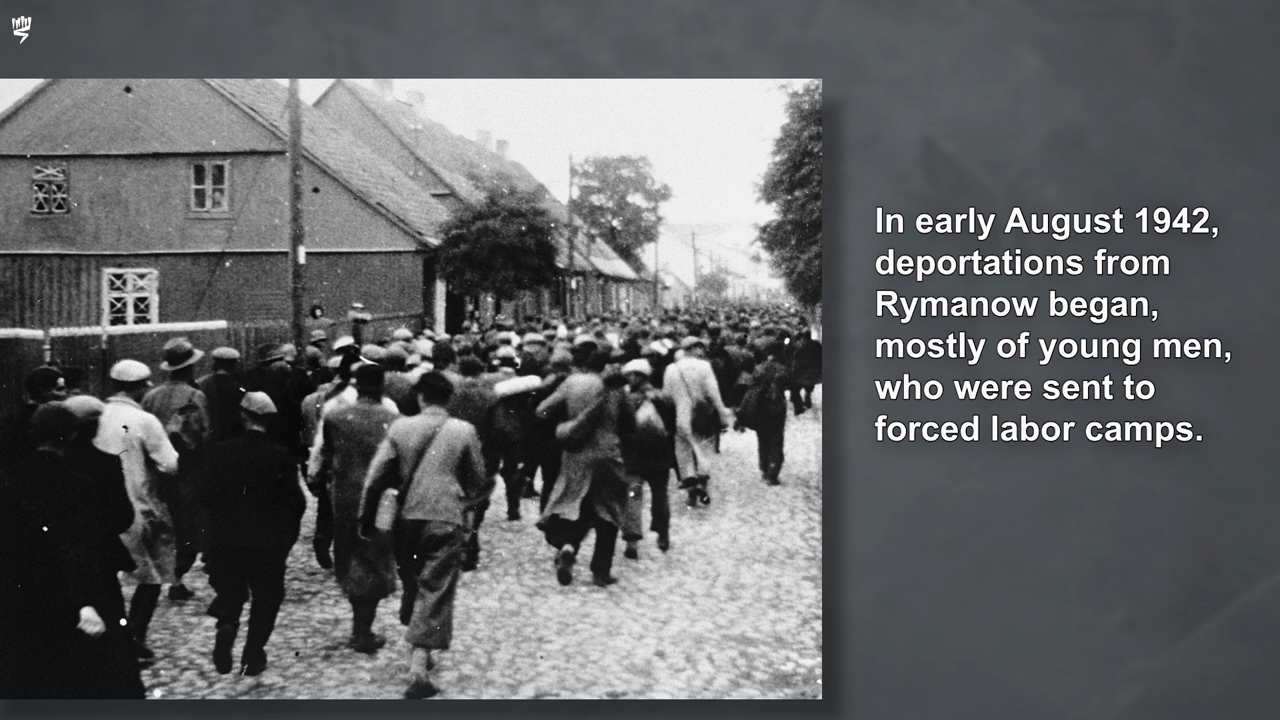 In early August 1942,
deportations from
Rymanow began,
mostly of young men,
who were sent to
forced labor camps.